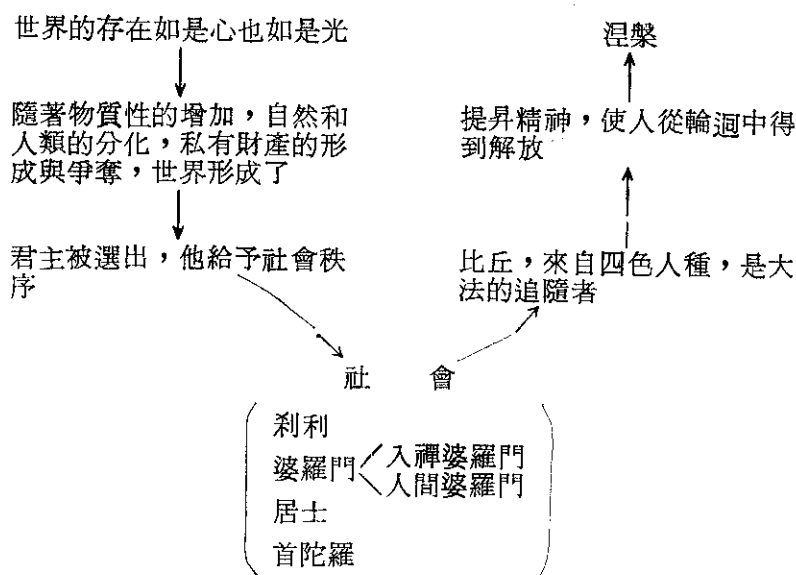 世界的存在如是心也如是光
隨著物質性的增加，自然和
人類的分化，私有財產的形
成與爭奪，世界形成了
君主被選出，他給予社會秩
序
涅槃
提昇精神，使人從輪迴中得
到解放
比丘，來自四色人種，是大
法的追隨者
社 會
剎利
婆羅門
入禪婆羅門
人間婆羅門
居士
首陀羅